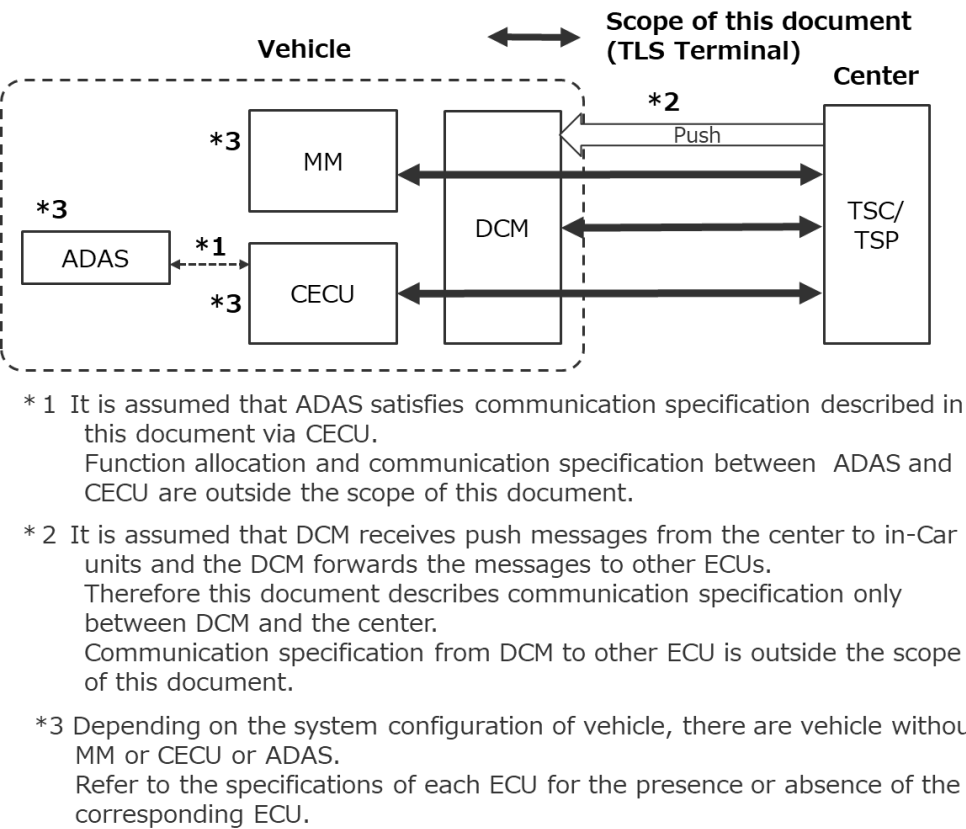 Scope of this document
(TLS Terminal)
Vehicle
Center
*2
Push
*3
MM
*3
ADAS
*1
*3
CECU
DCM
TSC/
TSP
* 1 It is assumed that ADAS satisfies communication specification described in
this document via CECU.
Function allocation and communication specification between ADAS and
CECU are outside the scope of this document.
* 2 It is assumed that DCM receives push messages from the center to in-Car
units and the DCM forwards the messages to other ECUs.
Therefore this document describes communication specification only
between DCM and the center.
Communication specification from DCM to other ECU is outside the scope
of this document.
*3 Depending on the system configuration of vehicle, there are vehicle withou
MM or CECU or ADAS.
Refer to the specifications of each ECU for the presence or absence of the
corresponding ECU.